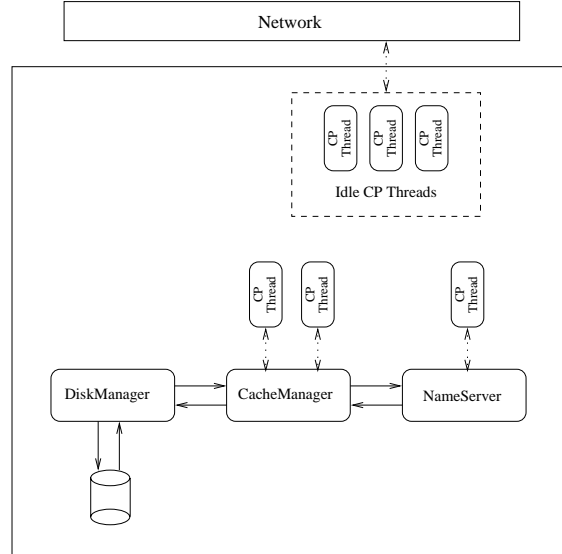 Network
CP Thread
CP Thread
CP Thread
Idle CP Threads
CP Thread
CP Thread
CP Thread
DiskManager
CacheManager
NameServer